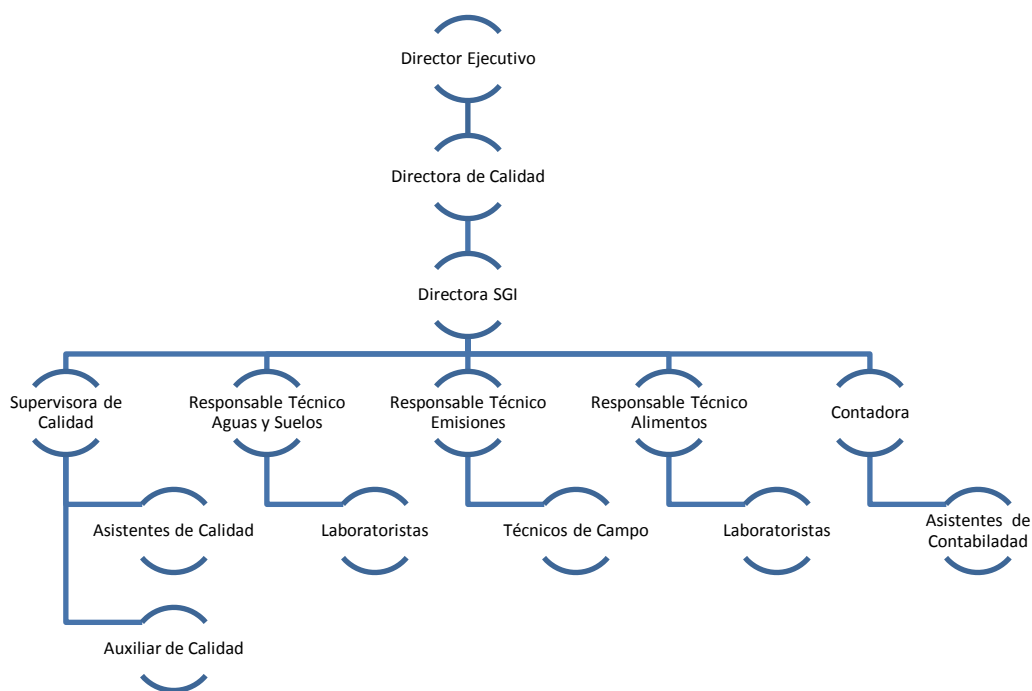 Director Ejecutivo
Directora de Calidad
Directora SGI
Supervisora de
Calidad
Responsable Técnico
Aguas y Suelos
Responsable Técnico
Emisiones
Responsable Técnico
Alimentos
Contadora
Asistentes de Calidad
Laboratoristas
Técnicos de Campo
Laboratoristas
Asistentes de
Contabiladad
Auxiliar de Calidad